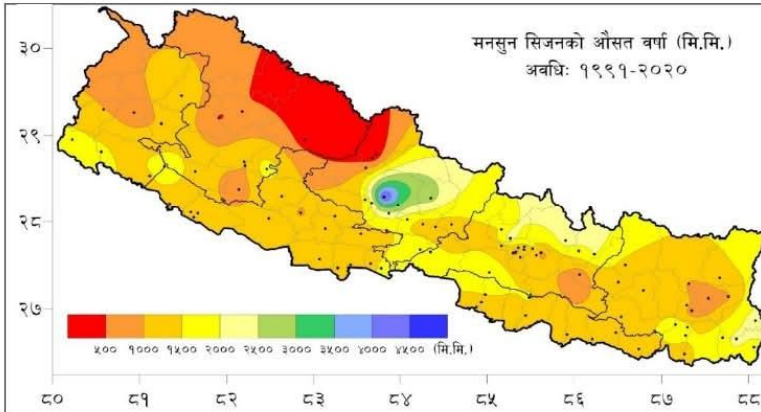 मनसुन सिजनको औसत वर्षा (मि.मि.)
अवधिः १९९१-२०२०
३०
२९
२८
२७
५०० १००० १५०० २००० २५०० ३००० ३५०० ४००० ४५०० (मि.मि.)
८० ८१ ८२ ८३ ८४ ८५ ८६ ८७ ८८